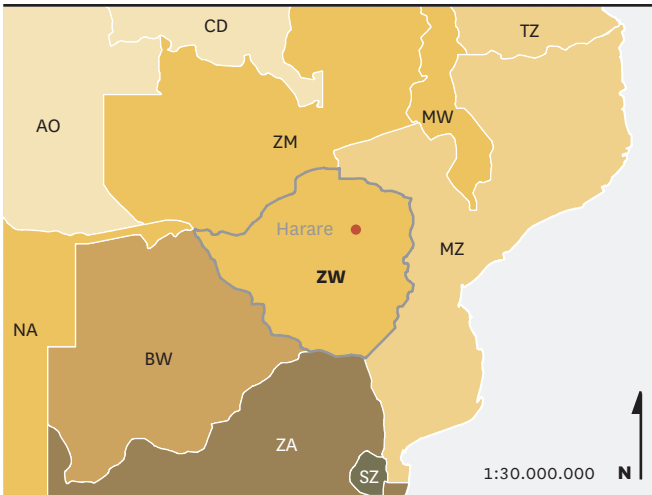 CD
TZ
AO
MW
ZM
Harare
MZ
ZW
NA
BW
ZA
SZ
1:30.000.000 N